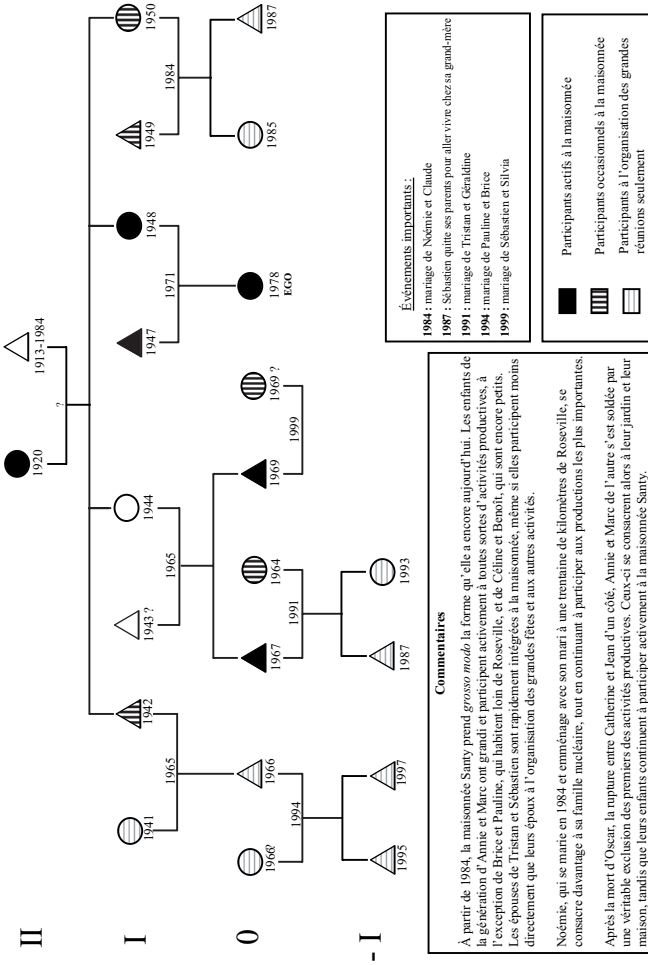 II
1920
1913-1984
?
I
1941
1942
1943 ?
1944
1947
1948
1949
1950
1965
1965
1971
1984
0
1966?
1966
1967
1964
1969
1969 ?
1978
EGO
1985
1987
1994
1991
1999
- I
1995
1997
1987
1993
Commentaires
À partir de 1984, la maisonnée Santy prend grosso modo la forme qu’elle a encore aujourd’hui. Les enfants de
la génération d’Annie et Marc ont grandi et participent activement à toutes sortes d’activités productives, à
l’exception de Brice et Pauline, qui habitent loin de Roseville, et de Céline et Benoît, qui sont encore petits.
Les épouses de Tristan et Sébastien sont rapidement intégrées à la maisonnée, même si elles participent moins
directement que leurs époux à l’organisation des grandes fêtes et aux autres activités.
Noémie, qui se marie en 1984 et emménage avec son mari à une trentaine de kilomètres de Roseville, se
consacre davantage à sa famille nucléaire, tout en continuant à participer aux productions les plus importantes.
Après la mort d’Oscar, la rupture entre Catherine et Jean d’un côté, Annie et Marc de l’autre s’est soldée par
une véritable exclusion des premiers des activités productives. Ceux-ci se consacrent alors à leur jardin et leur
maison, tandis que leurs enfants continuent à participer activement à la maisonnée Santy.
Événements importants :
1984 : mariage de Noémie et Claude
1987 : Sébastien quitte ses parents pour aller vivre chez sa grand-mère
1991 : mariage de Tristan et Géraldine
1994 : mariage de Pauline et Brice
1999 : mariage de Sébastien et Silvia
Participants actifs à la maisonnée
Participants occasionnels à la maisonnée
Participants à l’organisation des grandes
réunions seulement